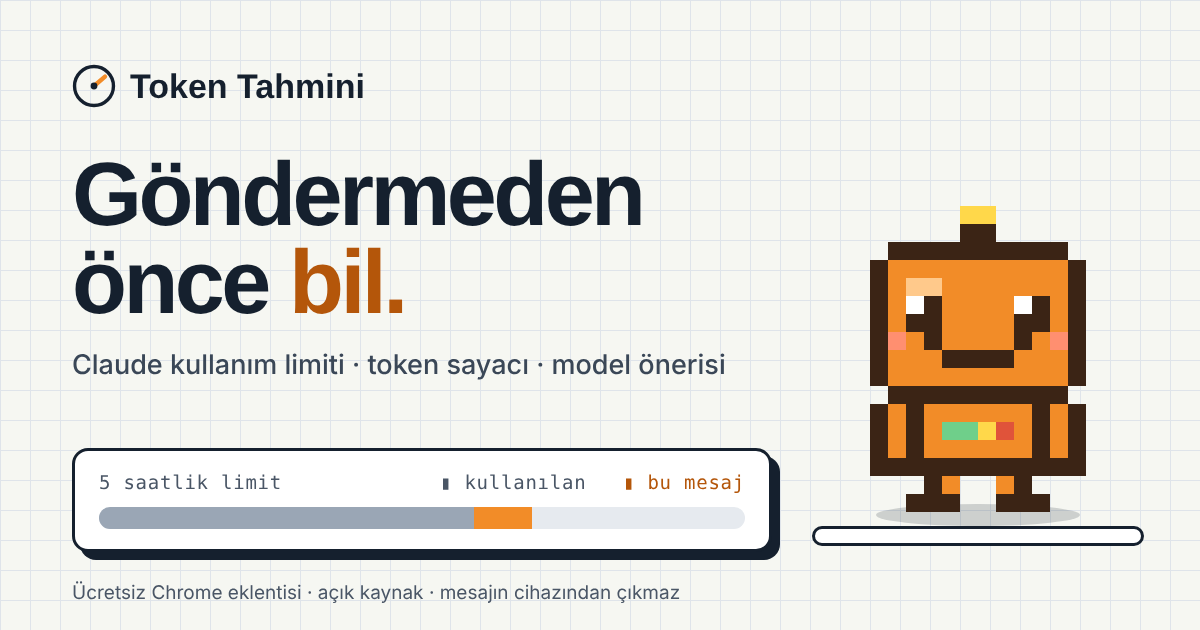 Token Tahmini
Göndermeden
önce bil.
Claude kullanım limiti · token sayacı · model önerisi
5 saatlik limit ▮ kullanılan ▮ bu mesaj
Ücretsiz Chrome eklentisi · açık kaynak · mesajın cihazından çıkmaz